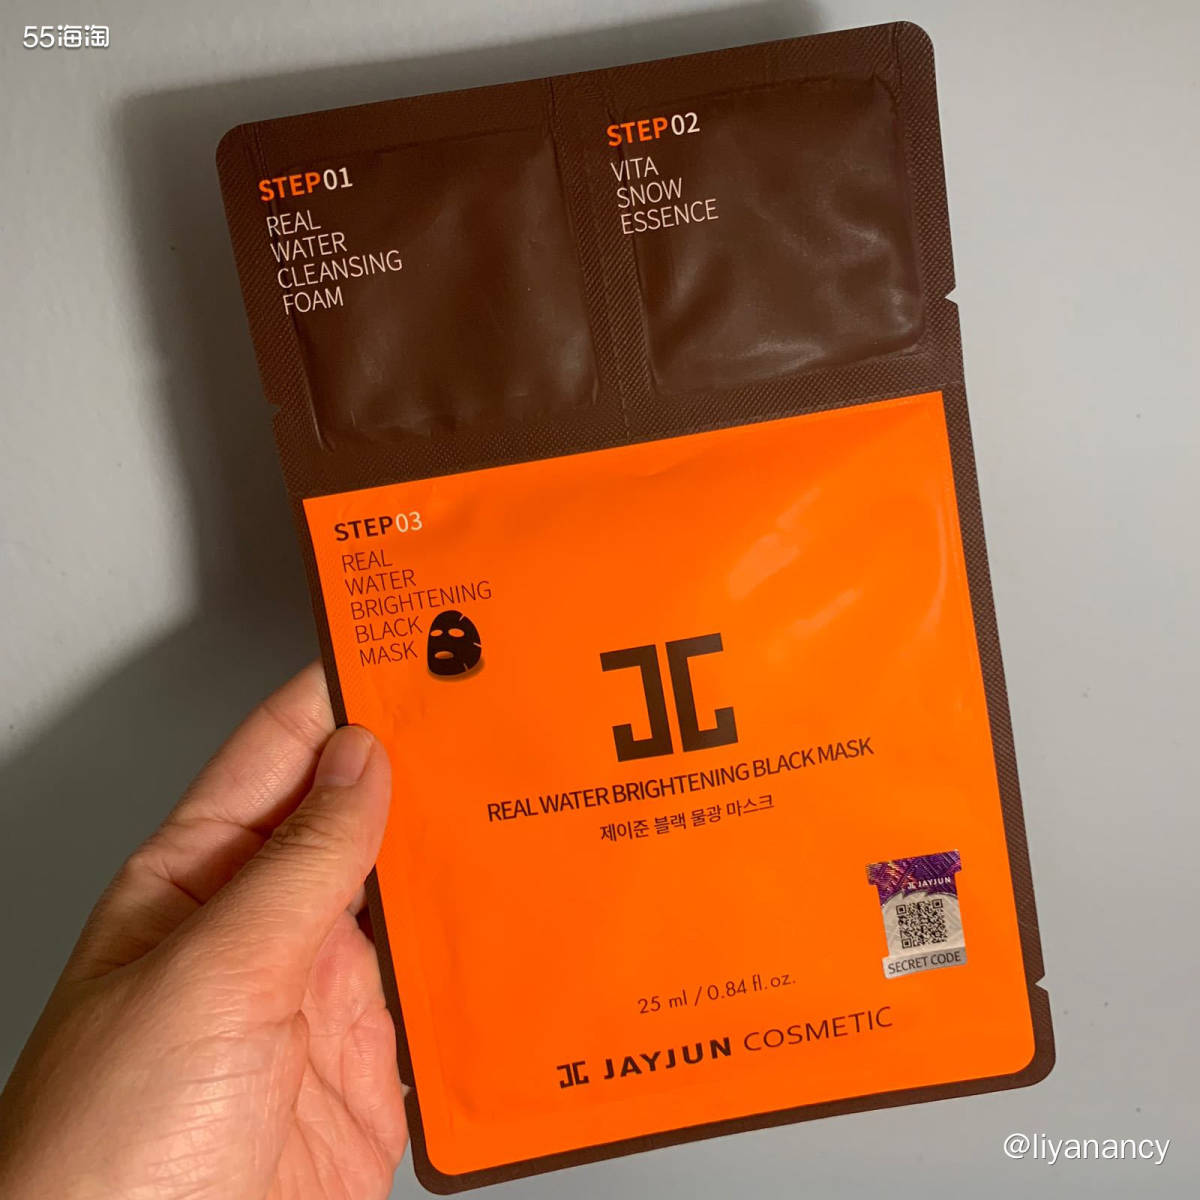 55海淘
STEP01
REAL
WATER
CLEANSING
FOAM
STEP02
VITA
SNOW
ESSENCE
STEP03
REAL
WATER
BRIGHTENING
BLACK
MASK
REAL WATER BRIGHTENING BLACK MASK
제이준 블랙 물광 마스크
JAYJUN
SECRET CODE
25 ml / 0.84 fl.oz.
JAYJUN COSMETIC
@liyanancy